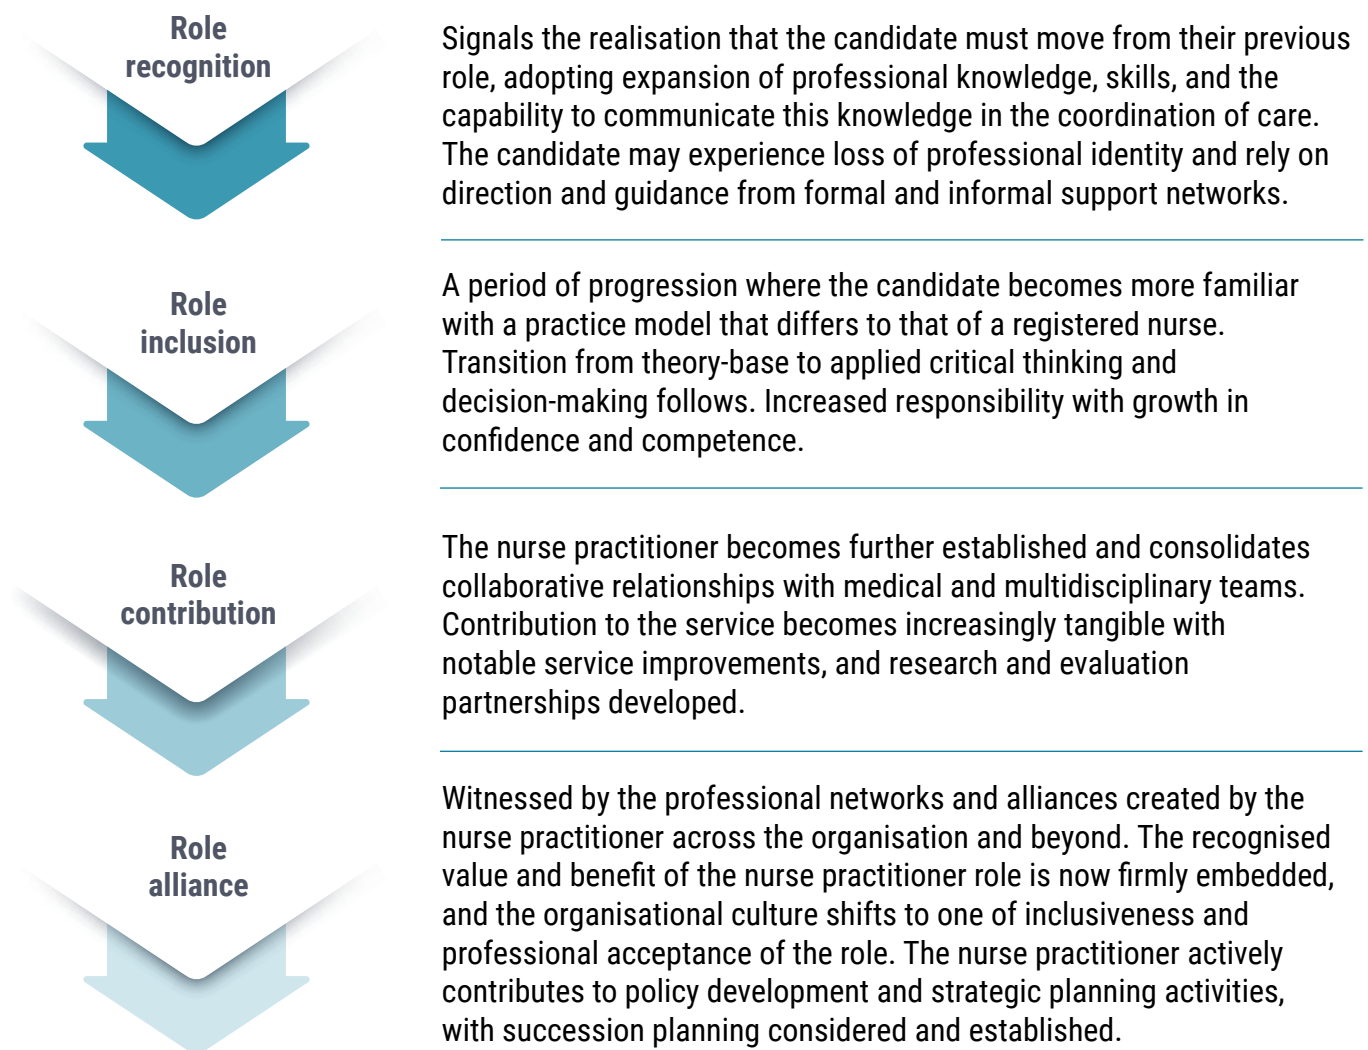 Role
recognition
Signals the realisation that the candidate must move from their previous
role, adopting expansion of professional knowledge, skills, and the
capability to communicate this knowledge in the coordination of care.
The candidate may experience loss of professional identity and rely on
direction and guidance from formal and informal support networks.
Role
inclusion
A period of progression where the candidate becomes more familiar
with a practice model that differs to that of a registered nurse.
Transition from theory-base to applied critical thinking and
decision-making follows. Increased responsibility with growth in
confidence and competence.
Role
contribution
The nurse practitioner becomes further established and consolidates
collaborative relationships with medical and multidisciplinary teams.
Contribution to the service becomes increasingly tangible with
notable service improvements, and research and evaluation
partnerships developed.
Role
alliance
Witnessed by the professional networks and alliances created by the
nurse practitioner across the organisation and beyond. The recognised
value and benefit of the nurse practitioner role is now firmly embedded,
and the organisational culture shifts to one of inclusiveness and
professional acceptance of the role. The nurse practitioner actively
contributes to policy development and strategic planning activities,
with succession planning considered and established.